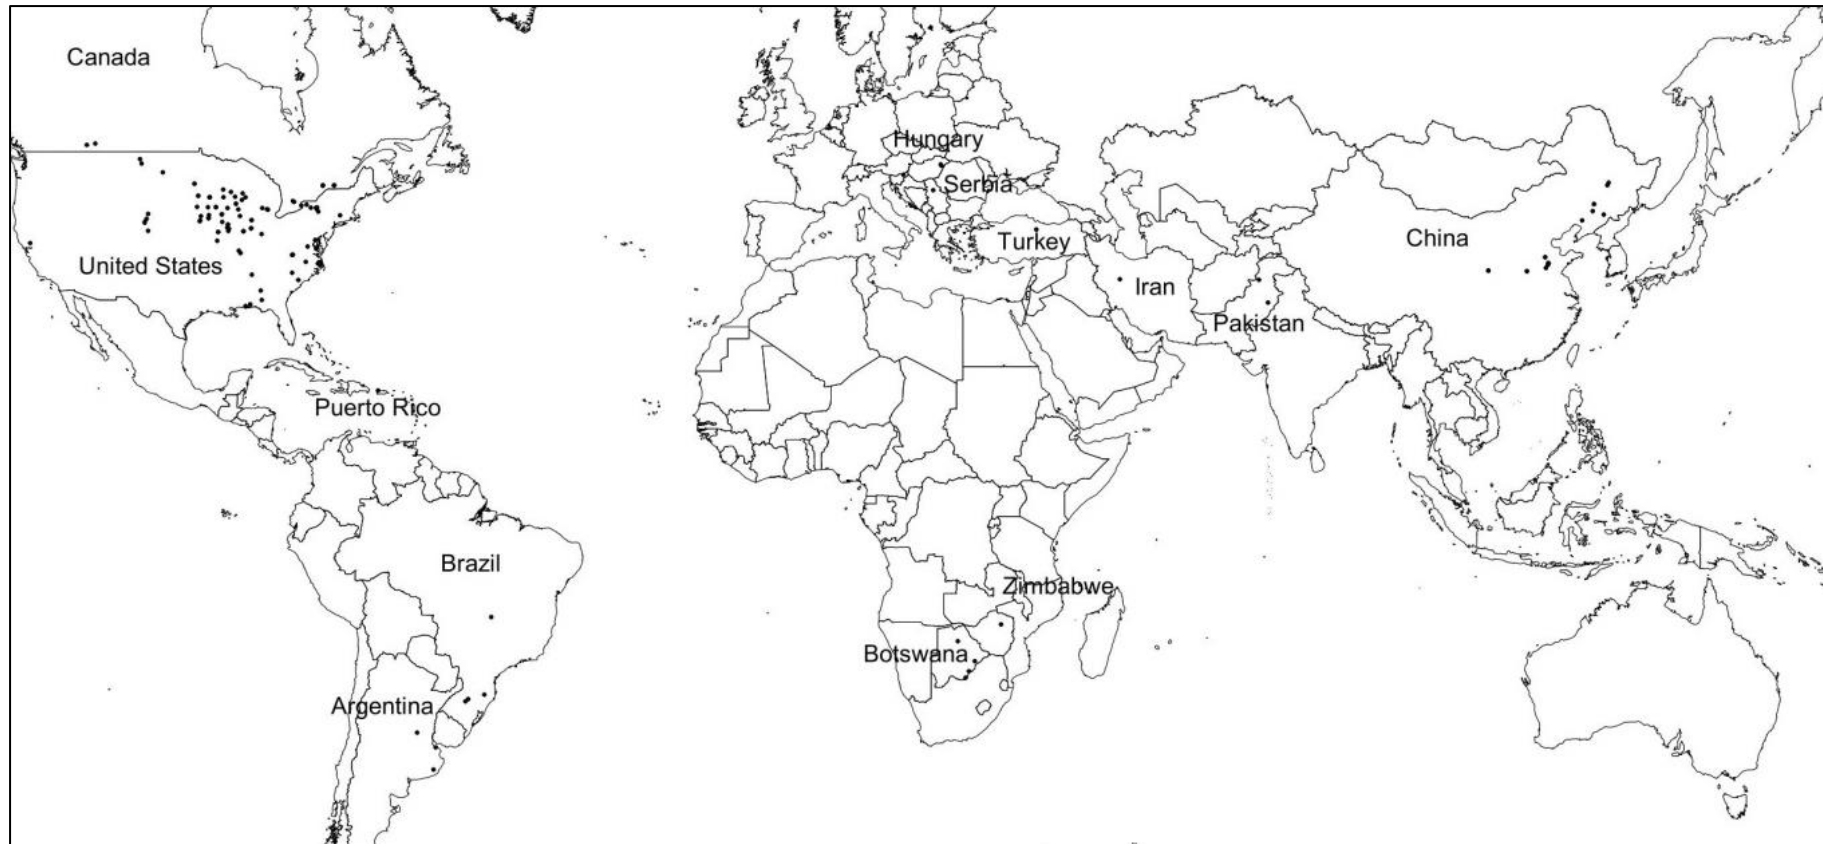 Canada
Hungary
Serbia
Turkey
China
United States
Iran
Pakistan
Puerto Rico
Brazil
Zimbabwe
Botswana
Argentina